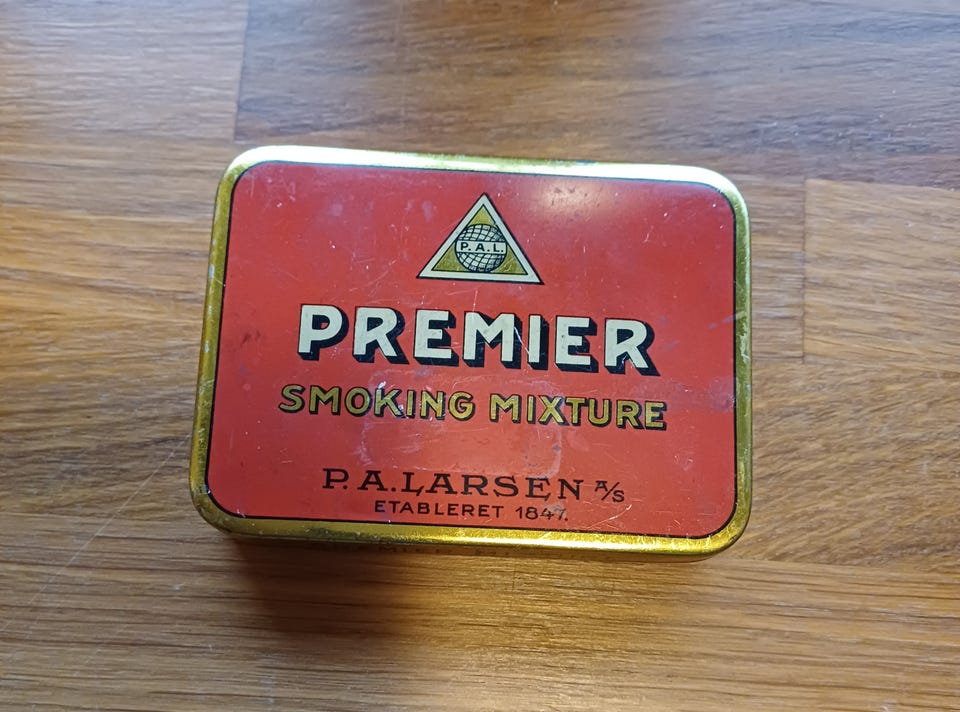 P. A. L.
PREMIER
SMOKING MIXTURE
P. A. LARSEN A/S
ETABLERET 1847.